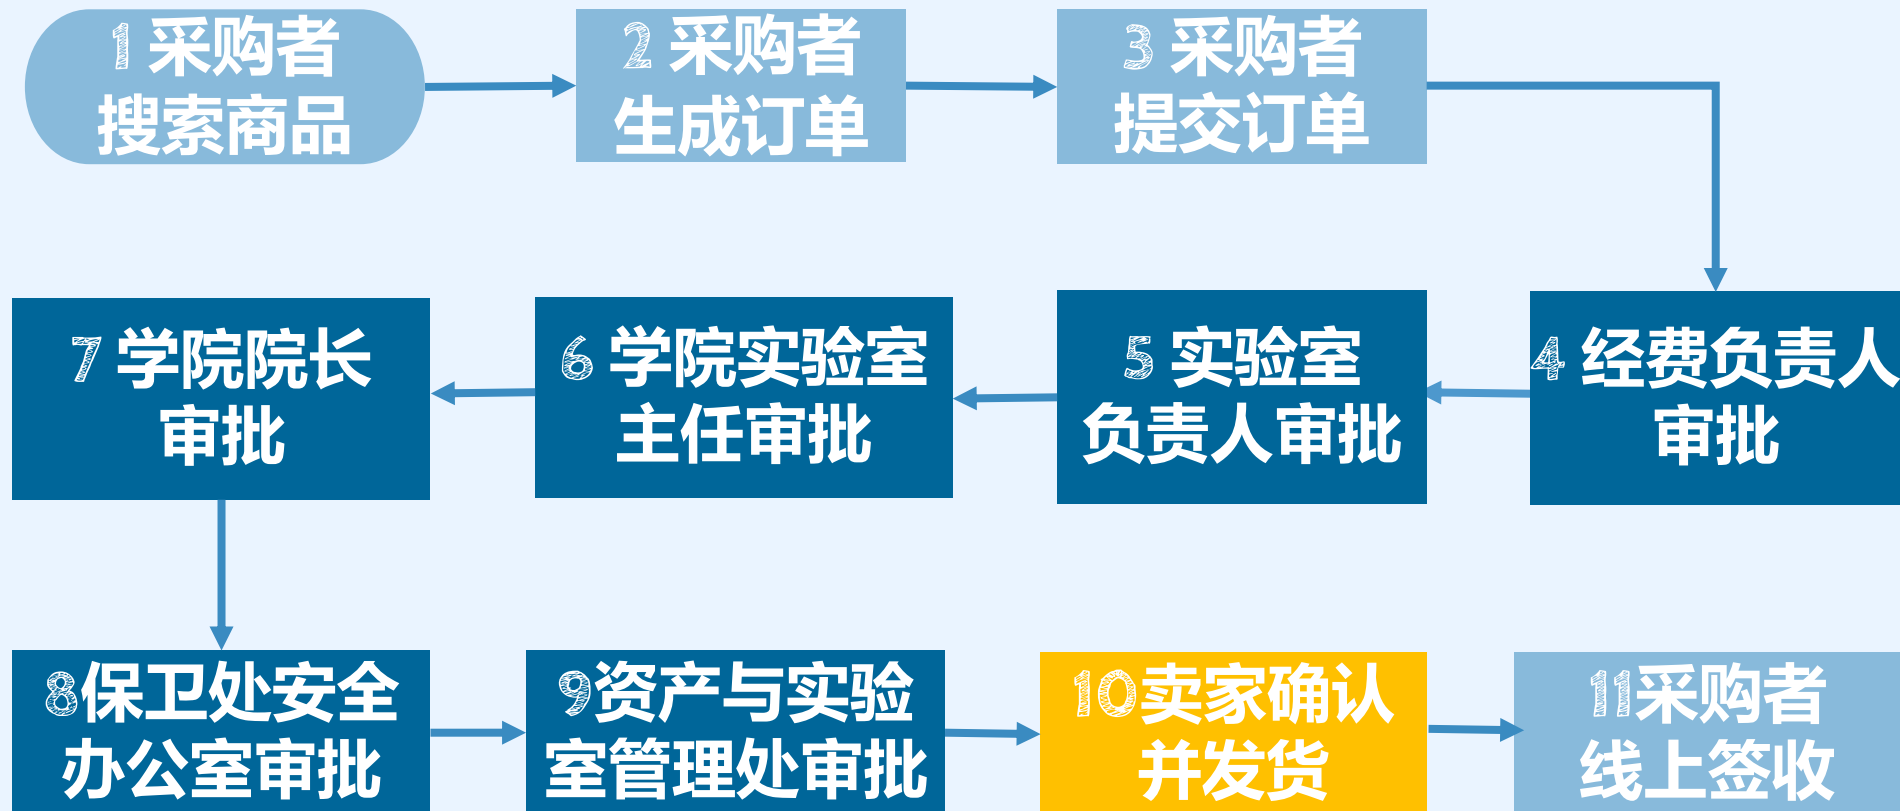 1 采购者
搜索商品
2 采购者
生成订单
3 采购者
提交订单
4 经费负责人
审批
5 实验室
负责人审批
6 学院实验室
主任审批
7 学院院长
审批
8保卫处安全
办公室审批
9资产与实验
室管理处审批
10卖家确认
并发货
11采购者
线上签收